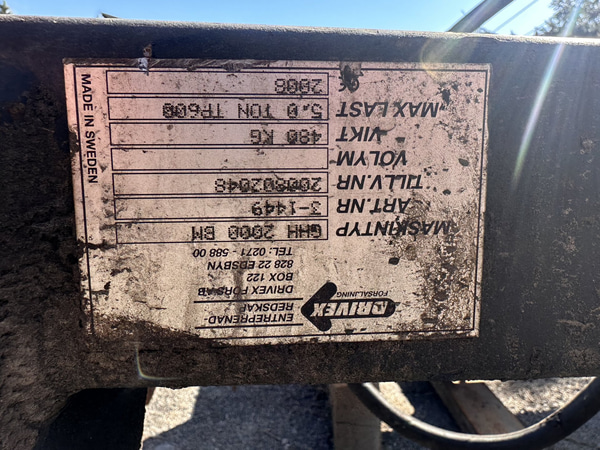 DRIVEX
FÖRSÄLJNING
ENTREPRENAD-
REDSKAP
DRIVEX FÖRS AB
BOX 122
828 22 EDSBYN
TEL: 0271 - 588 00
MASKINTYP GHH 2000 BM
ART.NR 3-1449
TILLV.NR 200802048
VOLYM
VIKT 480 KG
MAX LAST 5.0 TON TP600
2008
MADE IN SWEDEN